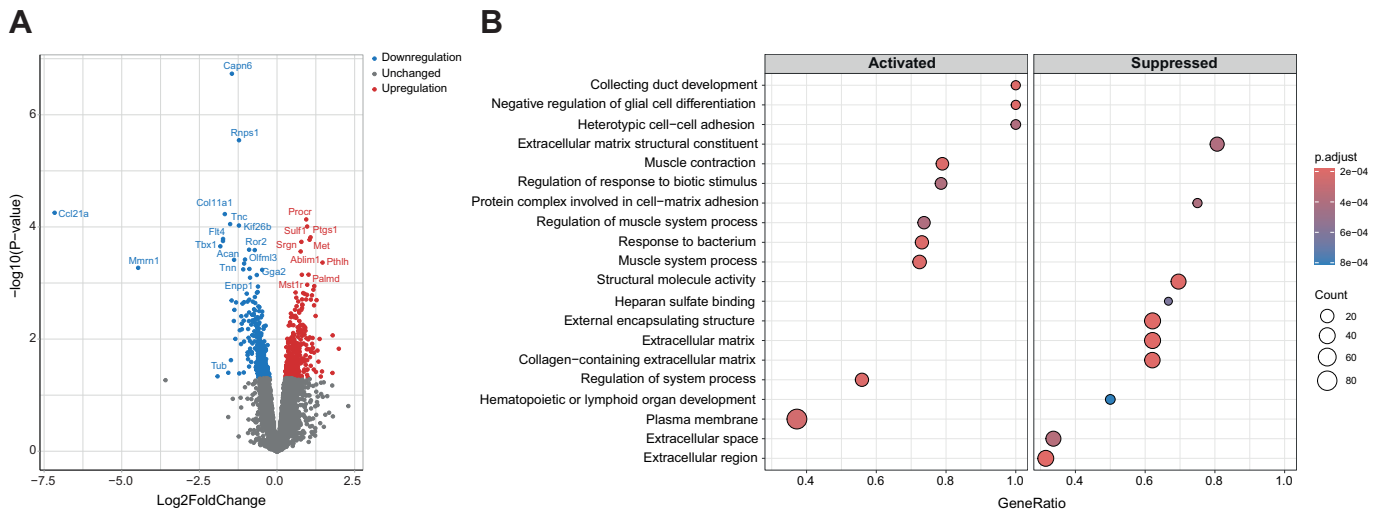 A
B
Downregulation
Unchanged
Upregulation
Capn6
Rnps1
Ccl21a
Col11a1
Tnc
Kif26b
Flt4
Tbx1
Acan
Ror2
Olfml3
Mmrn1
Tnn
Gga2
Enpp1
Tub
Procr
Sulf1
Ptgs1
Srgn
Met
Ablim1
Pthlh
Palmd
Mst1r
−log10(P−value)
6
4
2
0
−7.5
−5.0
−2.5
0.0
2.5
Log2FoldChange
Activated
Suppressed
Collecting duct development
Negative regulation of glial cell differentiation
Heterotypic cell−cell adhesion
Extracellular matrix structural constituent
Muscle contraction
Regulation of response to biotic stimulus
Protein complex involved in cell−matrix adhesion
Regulation of muscle system process
Response to bacterium
Muscle system process
Structural molecule activity
Heparan sulfate binding
External encapsulating structure
Extracellular matrix
Collagen−containing extracellular matrix
Regulation of system process
Hematopoietic or lymphoid organ development
Plasma membrane
Extracellular space
Extracellular region
0.4
0.6
0.8
1.0
0.4
0.6
0.8
1.0
GeneRatio
p.adjust
2e−04
4e−04
6e−04
8e−04
Count
20
40
60
80